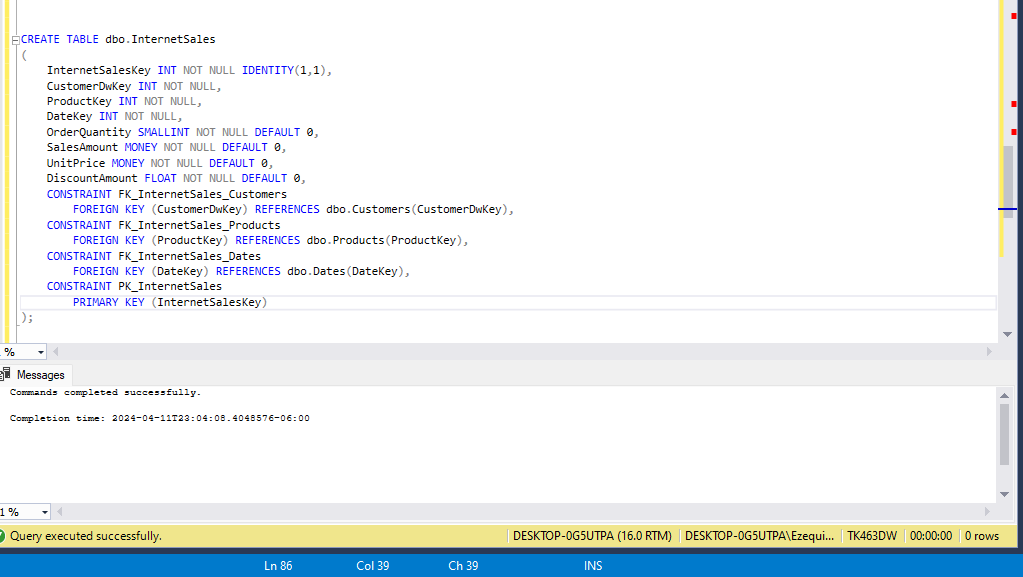 CREATE TABLE dbo.InternetSales
(
InternetSalesKey INT NOT NULL IDENTITY(1,1),
CustomerDwKey INT NOT NULL,
ProductKey INT NOT NULL,
DateKey INT NOT NULL,
OrderQuantity SMALLINT NOT NULL DEFAULT 0,
SalesAmount MONEY NOT NULL DEFAULT 0,
UnitPrice MONEY NOT NULL DEFAULT 0,
DiscountAmount FLOAT NOT NULL DEFAULT 0,
CONSTRAINT FK_InternetSales_Customers
FOREIGN KEY (CustomerDwKey) REFERENCES dbo.Customers(CustomerDwKey),
CONSTRAINT FK_InternetSales_Products
FOREIGN KEY (ProductKey) REFERENCES dbo.Products(ProductKey),
CONSTRAINT FK_InternetSales_Dates
FOREIGN KEY (DateKey) REFERENCES dbo.Dates(DateKey),
CONSTRAINT PK_InternetSales
PRIMARY KEY (InternetSalesKey)
);
%
Messages
Commands completed successfully.
Completion time: 2024-04-11T23:04:08.4048576-06:00
1 %
Query executed successfully. DESKTOP-0G5UTPA (16.0 RTM) DESKTOP-0G5UTPA\Ezequi... TK463DW 00:00:00 0 rows
Ln 86 Col 39 Ch 39 INS